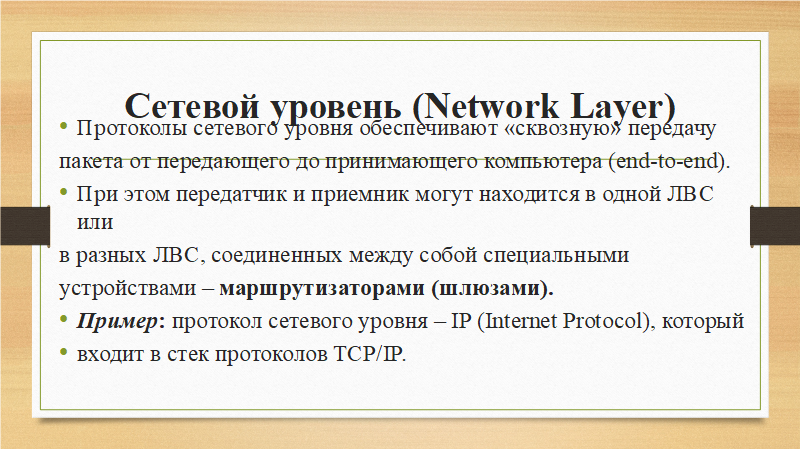 Сетевой уровень (Network Layer)
• Протоколы сетевого уровня обеспечивают «сквозную» передачу
пакета от передающего до принимающего компьютера (end-to-end).
• При этом передатчик и приемник могут находится в одной ЛВС
или
в разных ЛВС, соединенных между собой специальными
устройствами – маршрутизаторами (шлюзами).
• Пример: протокол сетевого уровня – IP (Internet Protocol), который
• входит в стек протоколов TCP/IP.